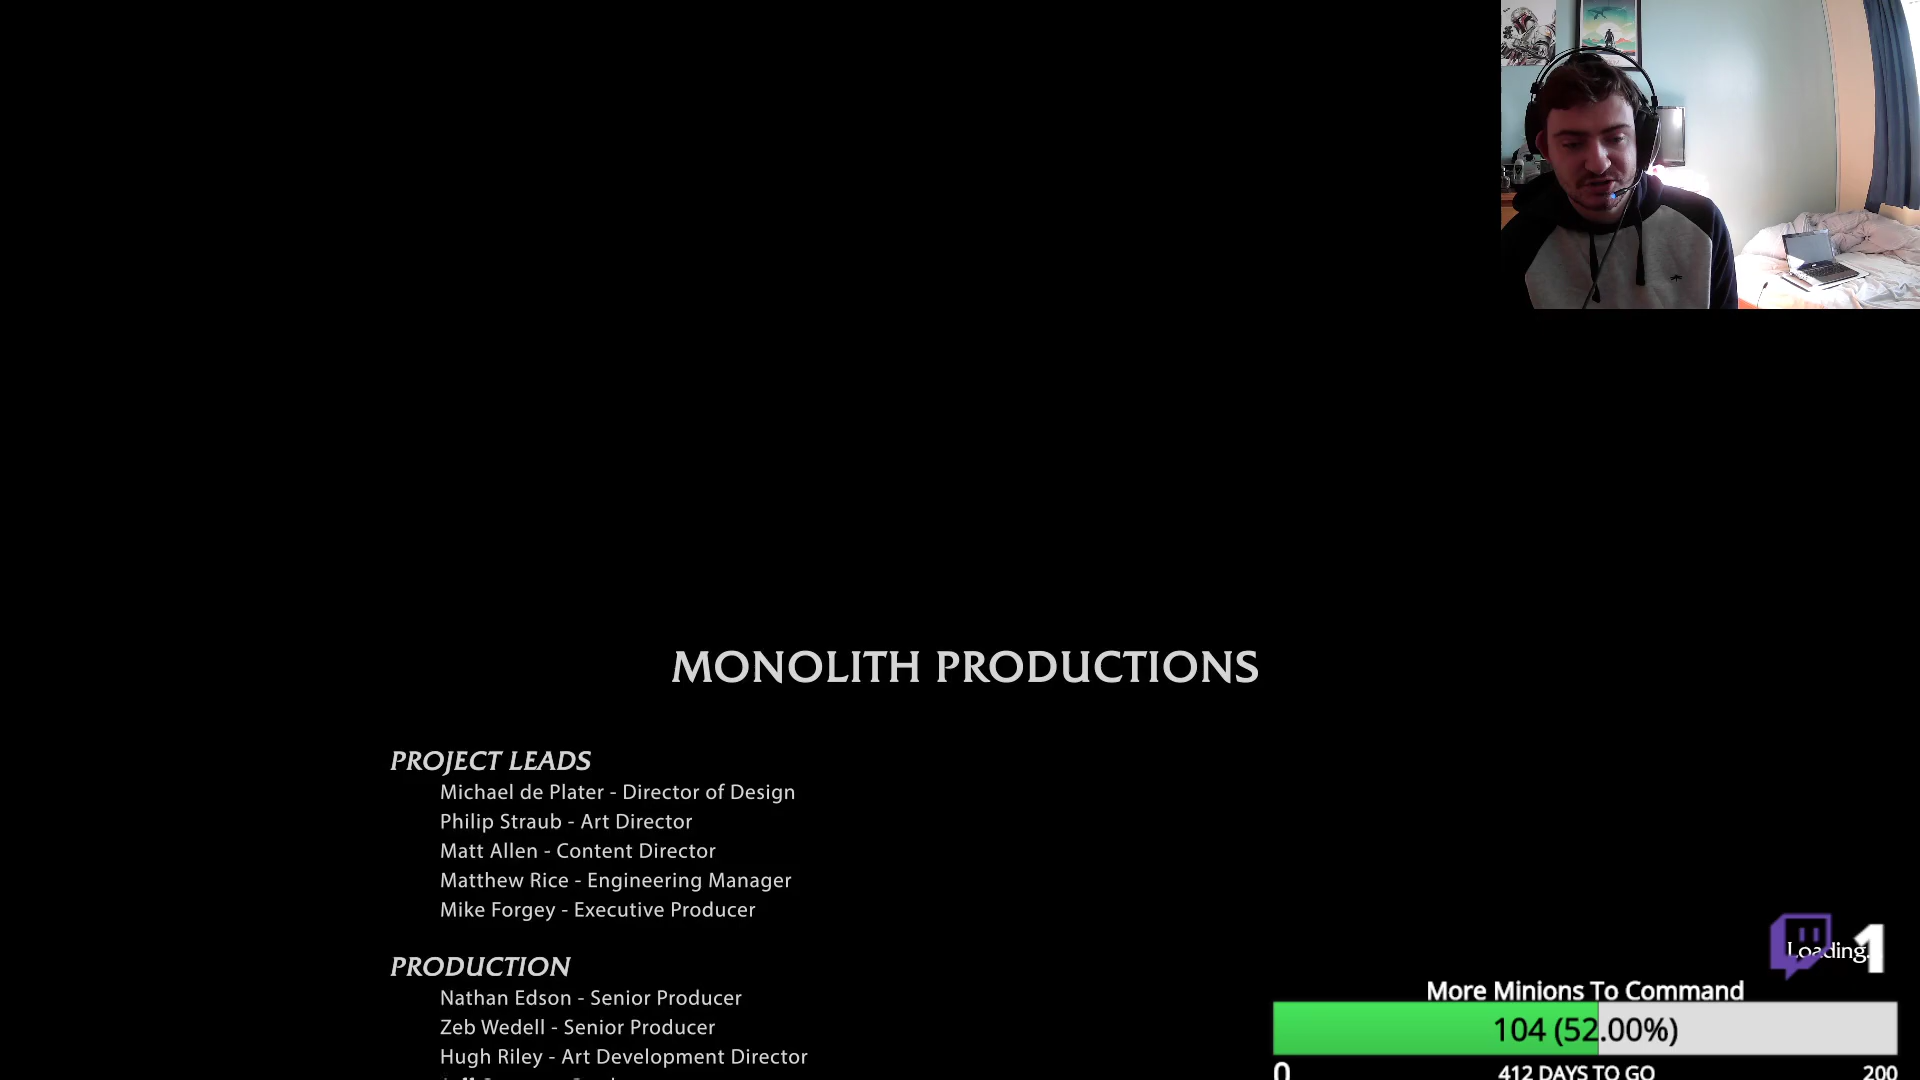 MONOLITH PRODUCTIONS
PROJECT LEADS
Michael de Plater - Director of Design
Philip Straub - Art Director
Matt Allen - Content Director
Matthew Rice - Engineering Manager
Mike Forgey - Executive Producer
PRODUCTION
Nathan Edson - Senior Producer
Zeb Wedell - Senior Producer
Hugh Riley - Art Development Director
Loading.
1
More Minions To Command
104 (52.00%)
0 412 DAYS TO GO 200